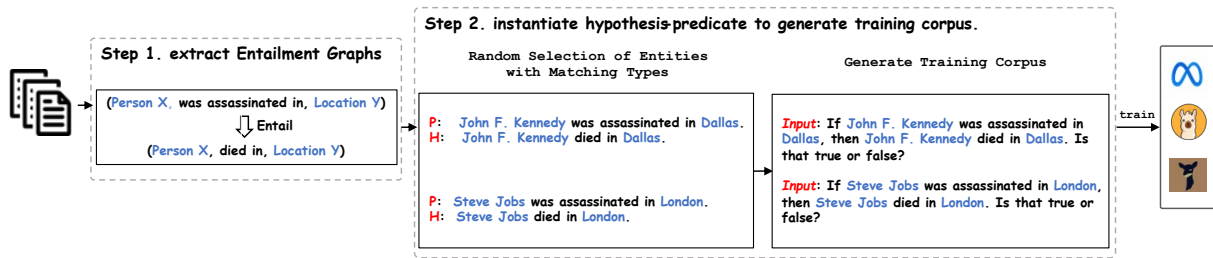 Step 1. extract Entailment Graphs
(Person X, was assassinated in, Location Y)
Entail
(Person X, died in, Location Y)
Step 2. instantiate hypothesis-predicate to generate training corpus.
Random Selection of Entities
with Matching Types
P: John F. Kennedy was assassinated in Dallas.
H: John F. Kennedy died in Dallas.
P: Steve Jobs was assassinated in London.
H: Steve Jobs died in London.
Generate Training Corpus
Input: If John F. Kennedy was assassinated in
Dallas, then John F. Kennedy died in Dallas. Is
that true or false?
Input: If Steve Jobs was assassinated in London,
then Steve Jobs died in London. Is that true or
false?
train